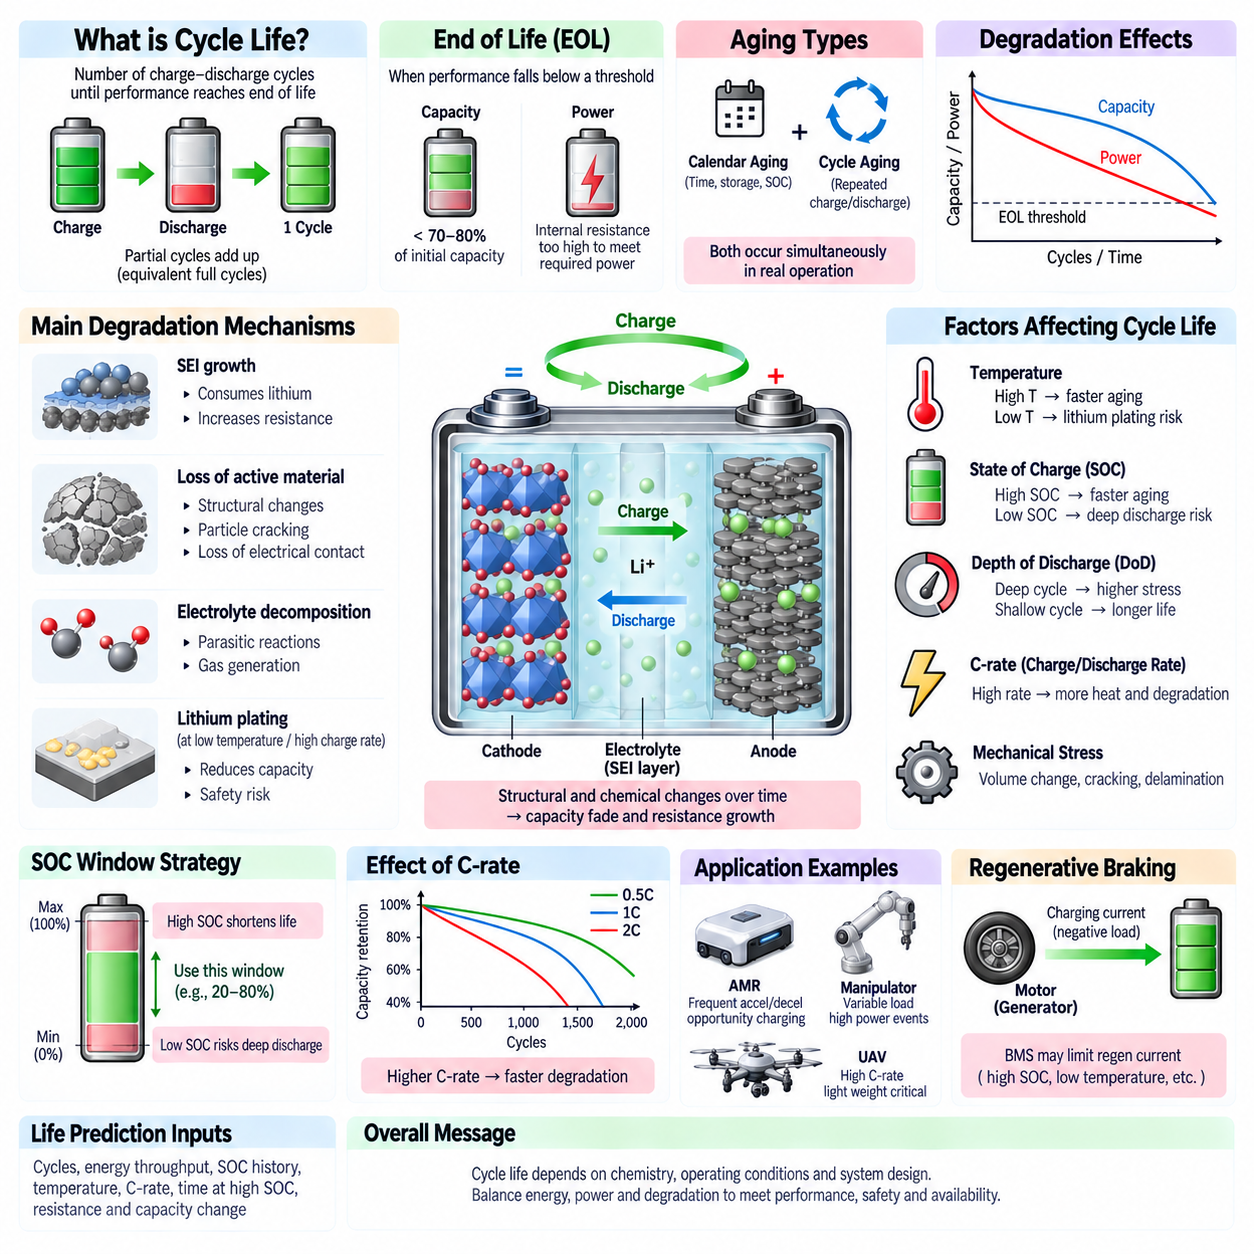 What is Cycle Life?
Number of charge–discharge cycles
until performance reaches end of life
Charge
Discharge
1 Cycle
Partial cycles add up
(equivalent full cycles)
End of Life (EOL)
When performance falls below a threshold
Capacity
Power
< 70–80%
of initial capacity
Internal resistance
too high to meet
required power
Aging Types
+
Calendar Aging
(Time, storage, SOC)
Cycle Aging
(Repeated
charge/discharge)
Both occur simultaneously
in real operation
Degradation Effects
Capacity / Power
Capacity
Power
EOL threshold
Cycles / Time
Main Degradation Mechanisms
SEI growth
▸ Consumes lithium
▸ Increases resistance
Loss of active material
▸ Structural changes
▸ Particle cracking
▸ Loss of electrical contact
Electrolyte decomposition
▸ Parasitic reactions
▸ Gas generation
Lithium plating
(at low temperature / high charge rate)
▸ Reduces capacity
▸ Safety risk
Charge
Discharge
=
+
Charge
Li⁺
Discharge
Cathode
Electrolyte
(SEI layer)
Anode
Structural and chemical changes over time
→ capacity fade and resistance growth
Factors Affecting Cycle Life
Temperature
High T → faster aging
Low T → lithium plating risk
State of Charge (SOC)
High SOC → faster aging
Low SOC → deep discharge risk
Depth of Discharge (DoD)
Deep cycle → higher stress
Shallow cycle → longer life
C-rate (Charge/Discharge Rate)
High rate → more heat and degradation
Mechanical Stress
Volume change, cracking, delamination
SOC Window Strategy
Max
(100%)
High SOC shortens life
Use this window
(e.g., 20–80%)
Min
(0%)
Low SOC risks deep discharge
Effect of C-rate
Capacity retention
100%
80%
60%
40%
0.5C
1C
2C
0
500
1,000
1,500
2,000
Cycles
Higher C-rate → faster degradation
Application Examples
AMR
Frequent accel/decel
opportunity charging
Manipulator
Variable load
high power events
UAV
High C-rate
light weight critical
Regenerative Braking
Charging current
(negative load)
Motor
(Generator)
BMS may limit regen current
( high SOC, low temperature, etc. )
Life Prediction Inputs
Cycles, energy throughput, SOC history,
temperature, C-rate, time at high SOC,
resistance and capacity change
Overall Message
Cycle life depends on chemistry, operating conditions and system design.
Balance energy, power and degradation to meet performance, safety and availability.